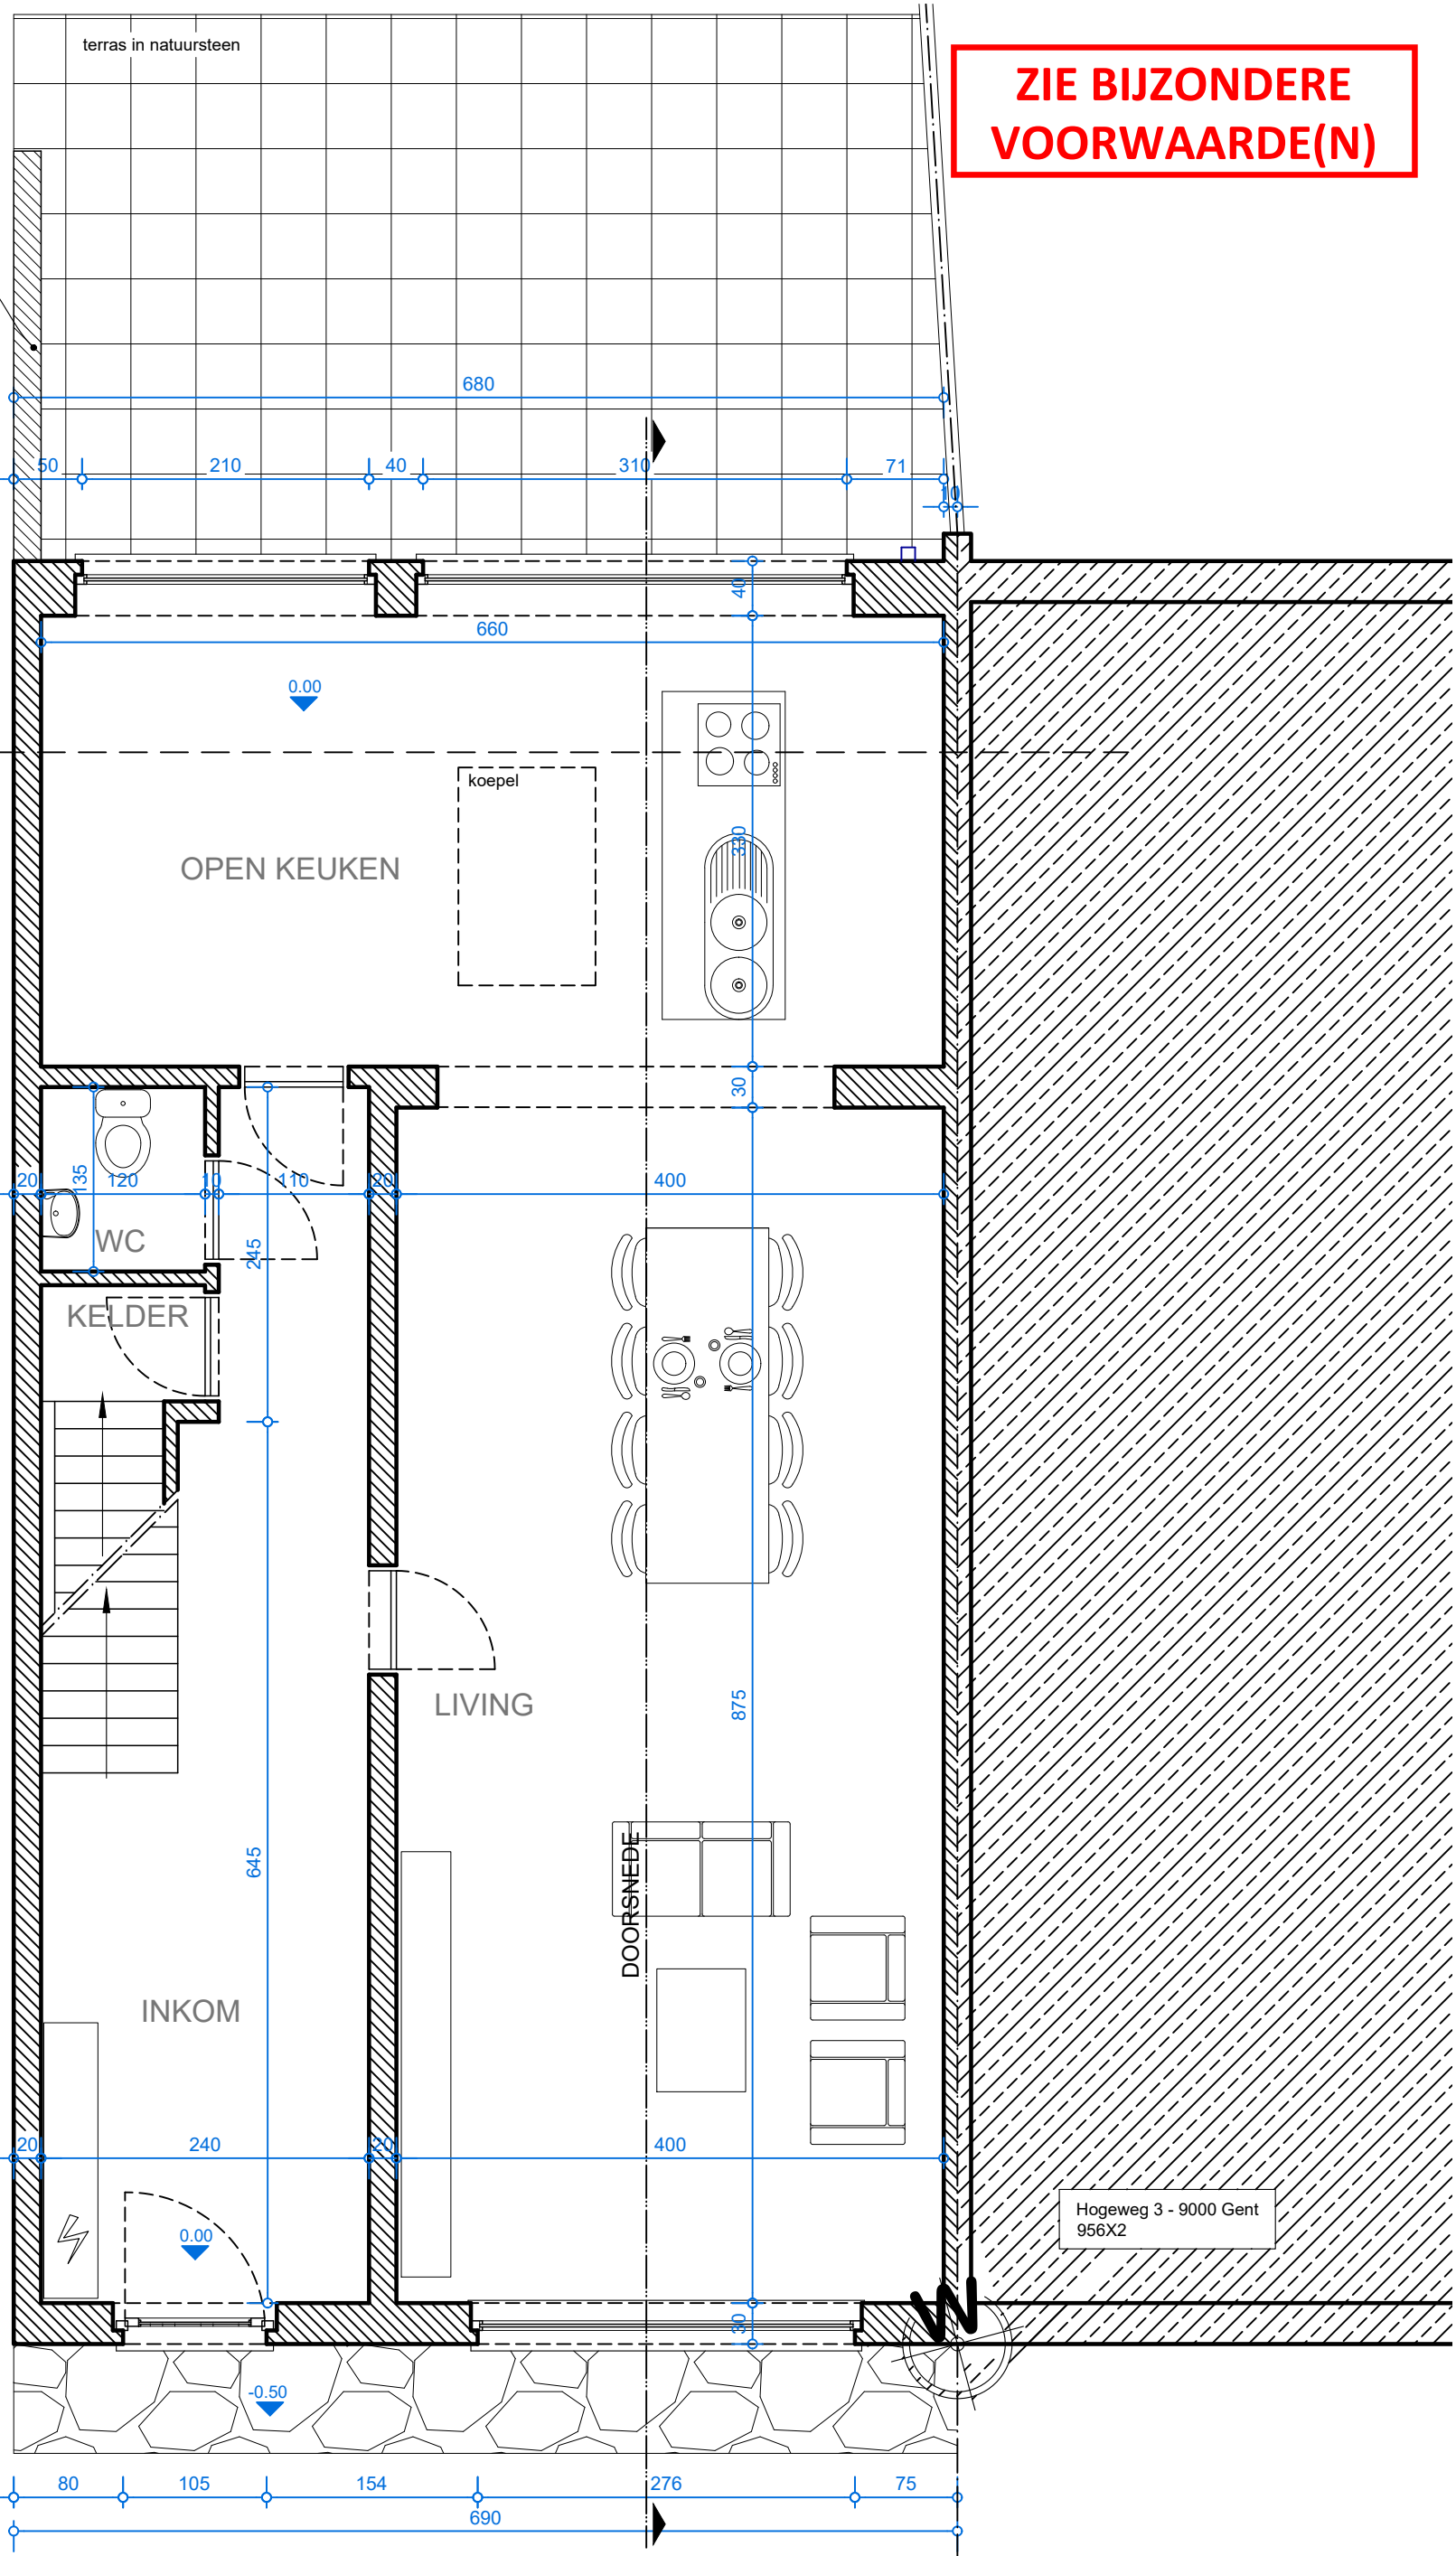 terras in natuursteen
ZIE BIJZONDERE
VOORWAARDE(N)
680
50
210
40
310
71
10
40
660
0.00
koepel
330
OPEN KEUKEN
30
20
135
120
10
110
20
400
WC
245
KELDER
LIVING
875
DOORSNEDE
645
INKOM
20
240
20
400
0.00
Hogeweg 3 - 9000 Gent
956X2
30
N
-0.50
80
105
154
276
75
690